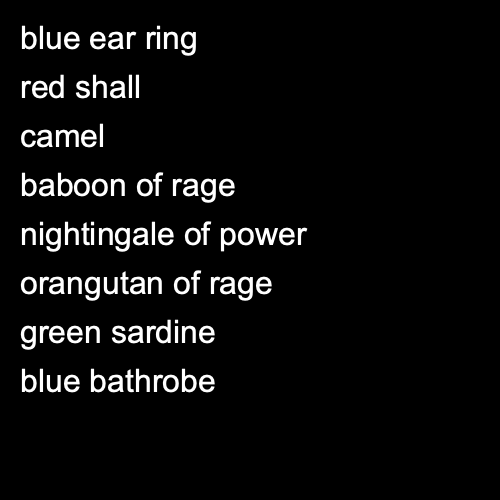 blue ear ring
red shall
camel
baboon of rage
nightingale of power
orangutan of rage
green sardine
blue bathrobe